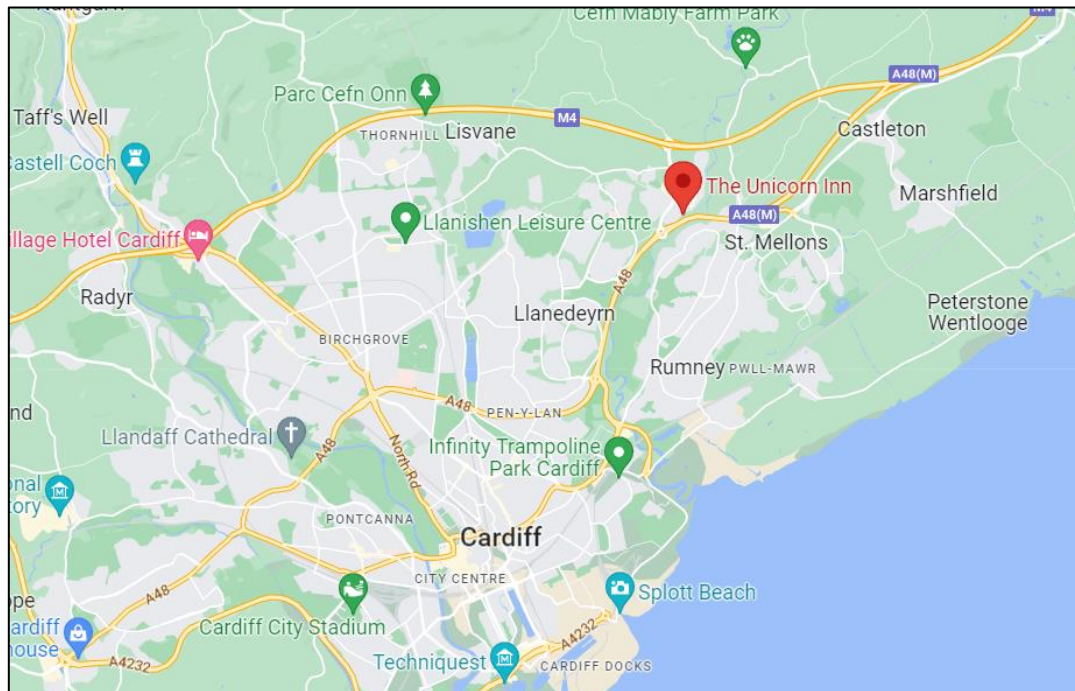 Cefn Mably Farm Park
A48(M)
Parc Cefn Onn
M4
Taff's Well
THORNHILL
Lisvane
Castleton
Castell Coch
The Unicorn Inn
Marshfield
Llanishen Leisure Centre
A48(M)
illage Hotel Cardiff
St. Mellons
A48
Radyr
Peterstone
Wentlooge
Llanedeyrn
BIRCHGROVE
Rumney
PWLL-MAWR
A48
PEN-Y-LAN
nd
Llandaff Cathedral
A48
North Rd
Infinity Trampoline
Park Cardiff
onal
tory
PONTCANNA
Cardiff
CITY CENTRE
A48
Splott Beach
ope
Cardiff City Stadium
ardiff
house
A4232
A4232
Techniquest
CARDIFF DOCKS